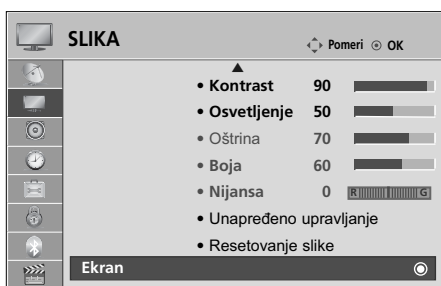 SLIKA
Pomeri OK
• Kontrast 90
• Osvetljenje 50
• Oštrina 70
• Boja 60
• Nijansa 0 R G
• Unapređeno upravljanje
• Resetovanje slike
Ekran